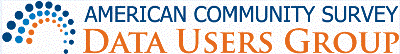 AMERICAN COMMUNITY SURVEY
DATA USERS GROUP